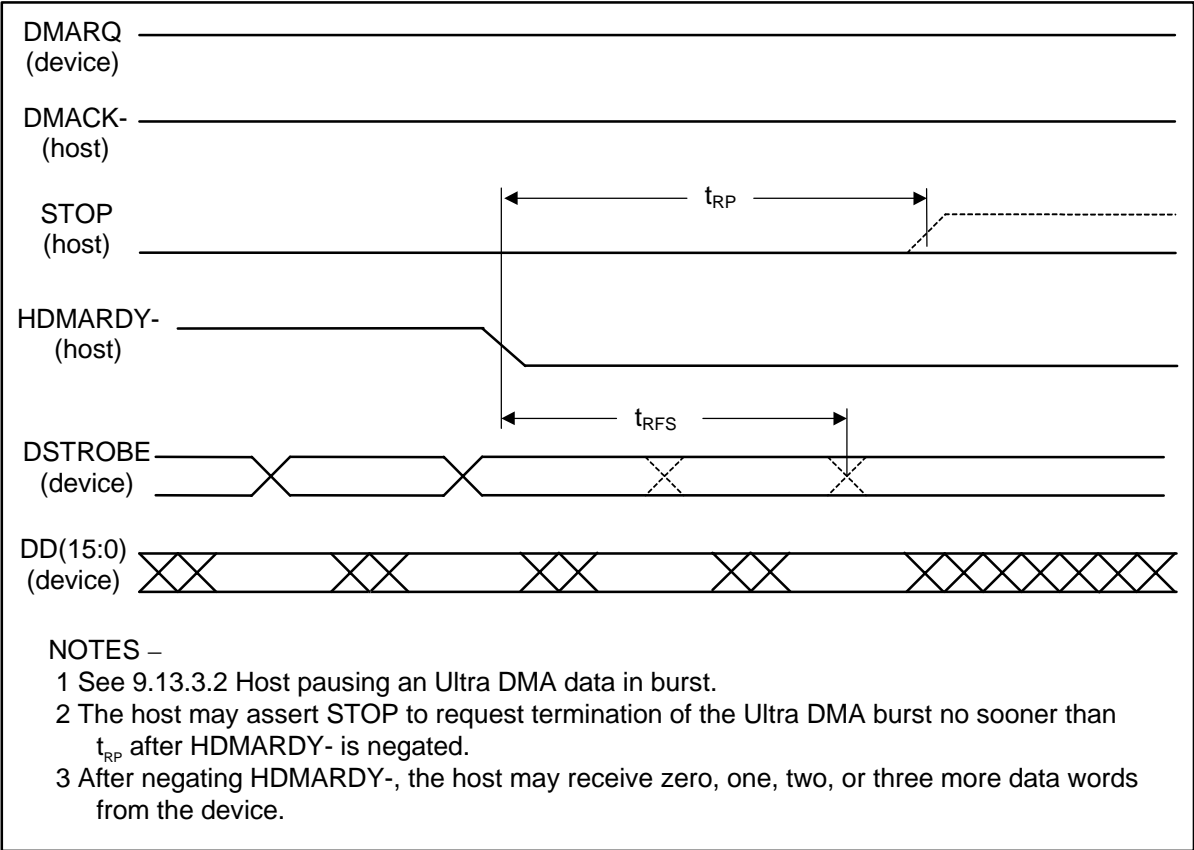 DMARQ
(device)
DMACK-
(host)
STOP
(host)
tRP
HDMARDY-
(host)
tRFS
DSTROBE
(device)
DD(15:0)
(device)
NOTES –
1 See 9.13.3.2 Host pausing an Ultra DMA data in burst.
2 The host may assert STOP to request termination of the Ultra DMA burst no sooner than
tRP after HDMARDY- is negated.
3 After negating HDMARDY-, the host may receive zero, one, two, or three more data words
from the device.